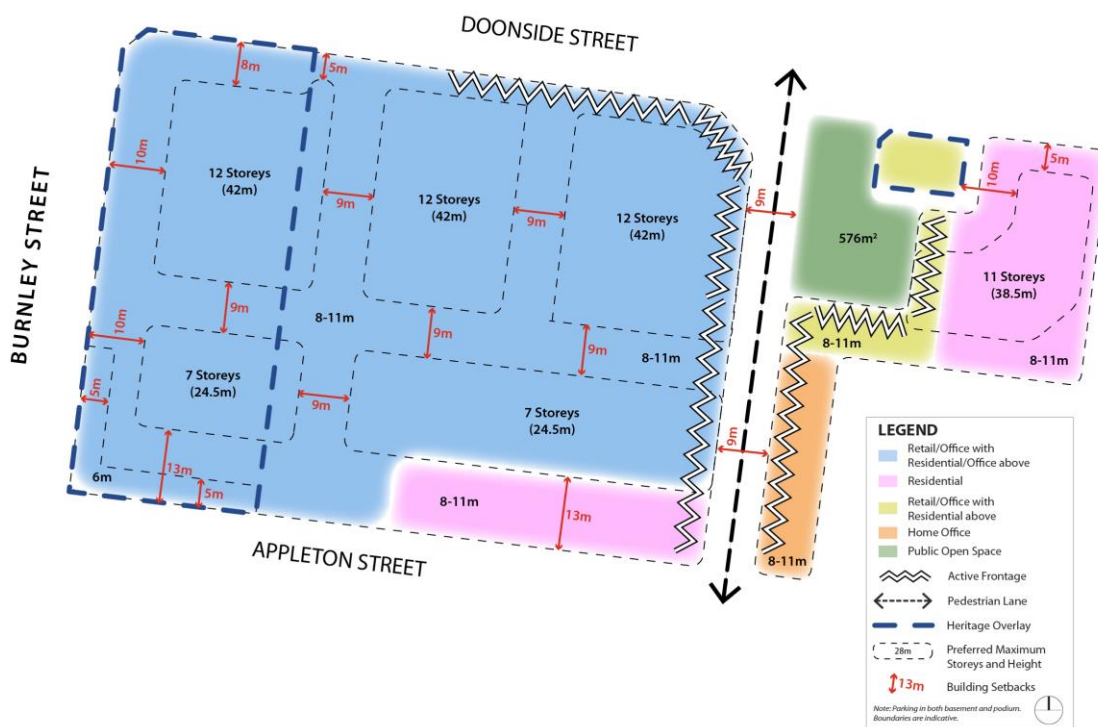 DOONSIDE STREET
8m
5m
10m
12 Storeys
(42m)
9m
12 Storeys
(42m)
9m
12 Storeys
(42m)
9m
576m²
10m
5m
11 Storeys
(38.5m)
BURNLEY STREET
10m
9m
8-11m
9m
9m
8-11m
8-11m
8-11m
5m
7 Storeys
(24.5m)
9m
7 Storeys
(24.5m)
9m
6m
13m
5m
8-11m
13m
8-11m
APPLETON STREET
LEGEND
Retail/Office with
Residential/Office above
Residential
Retail/Office with
Residential above
Home Office
Public Open Space
Active Frontage
Pedestrian Lane
Heritage Overlay
28m
Preferred Maximum
Storeys and Height
13m
Building Setbacks
Note: Parking in both basement and podium.
Boundaries are indicative.